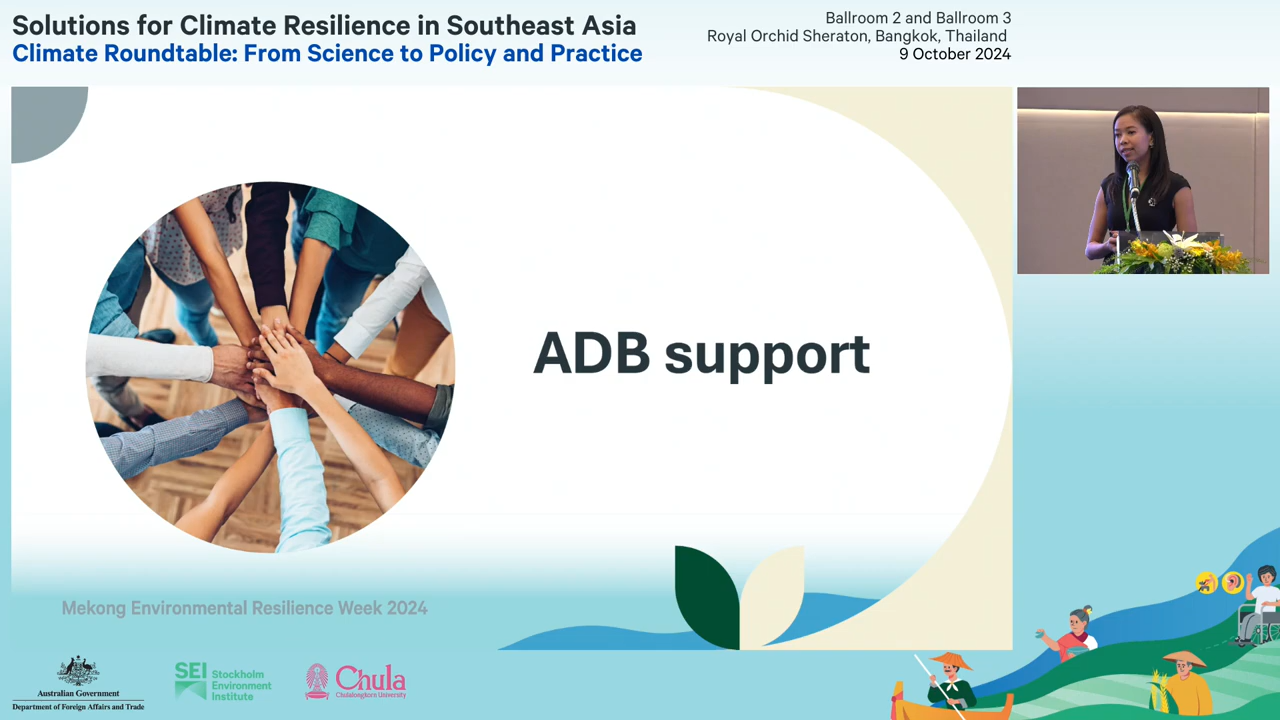 Solutions for Climate Resilience in Southeast Asia
Climate Roundtable: From Science to Policy and Practice
Ballroom 2 and Ballroom 3
Royal Orchid Sheraton, Bangkok, Thailand
9 October 2024
ADB support
Mekong Environmental Resilience Week 2024
Australian Government
Department of Foreign Affairs and Trade
SEI
Stockholm
Environment
Institute
Chula
Chulalongkorn University